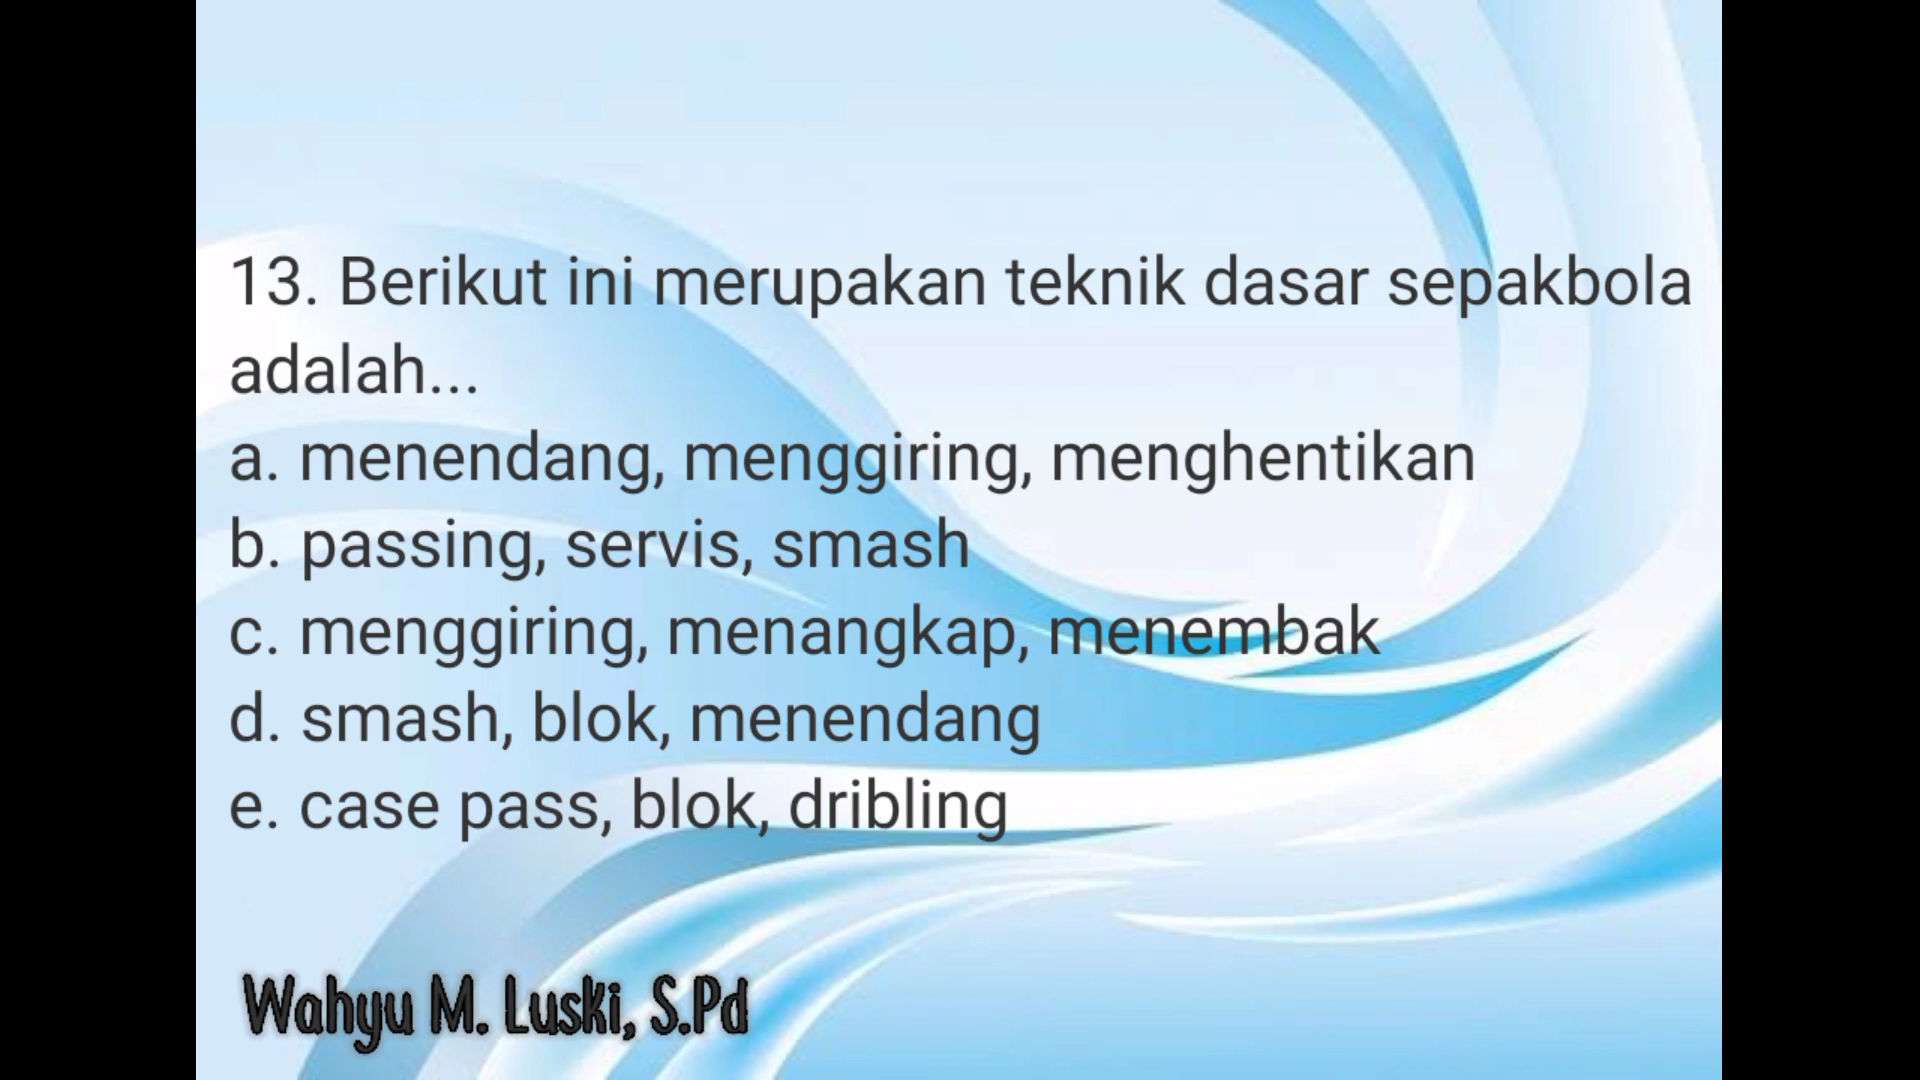 13. Berikut ini merupakan teknik dasar sepakbola
adalah...
a. menendang, menggiring, menghentikan
b. passing, servis, smash
c. menggiring, menangkap, menembak
d. smash, blok, menendang
e. case pass, blok, dribling
Wahyu M. Luski, S.Pd